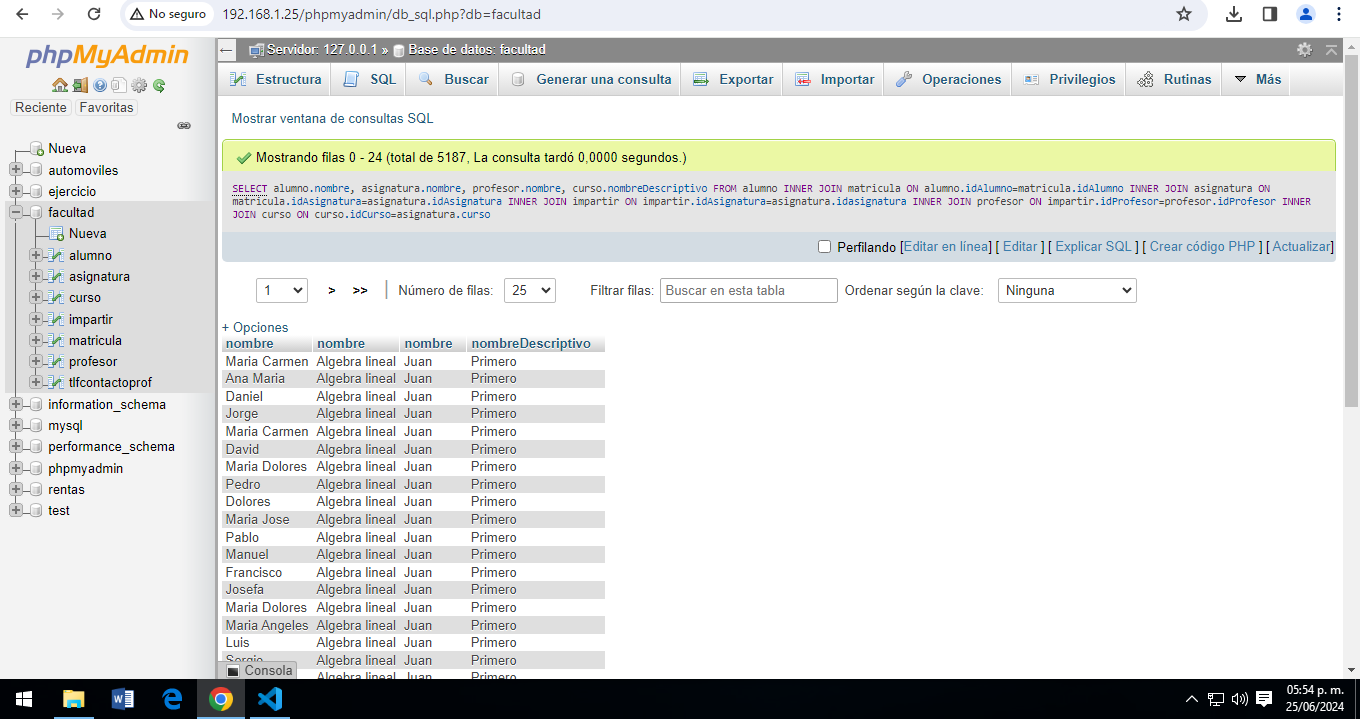 No seguro
192.168.1.25/phpmyadmin/db_sql.php?db=facultad
phpMyAdmin
Reciente Favoritas
Nueva
automoviles
ejercicio
facultad
Nueva
alumno
asignatura
curso
impartir
matricula
profesor
tlfcontactoprof
information_schema
mysql
performance_schema
phpmyadmin
rentas
test
Servidor: 127.0.0.1 » Base de datos: facultad
Estructura SQL Buscar Generar una consulta Exportar Importar Operaciones Privilegios Rutinas Más
Mostrar ventana de consultas SQL
Mostrando filas 0 - 24 (total de 5187, La consulta tardó 0,0000 segundos.)
SELECT alumno.nombre, asignatura.nombre, profesor.nombre, curso.nombreDescriptivo FROM alumno INNER JOIN matricula ON alumno.idAlumno=matricula.idAlumno INNER JOIN asignatura ON
matricula.idAsignatura=asignatura.idAsignatura INNER JOIN impartir ON impartir.idAsignatura=asignatura.idasignatura INNER JOIN profesor ON impartir.idProfesor=profesor.idProfesor INNER
JOIN curso ON curso.idCurso=asignatura.curso
Perfilando [Editar en línea] [ Editar ] [ Explicar SQL ] [ Crear código PHP ] [ Actualizar]
1 > >> Número de filas: 25 Filtrar filas: Buscar en esta tabla Ordenar según la clave: Ninguna
+ Opciones
nombre nombre nombre nombreDescriptivo
Maria Carmen Algebra lineal Juan Primero
Ana Maria Algebra lineal Juan Primero
Daniel Algebra lineal Juan Primero
Jorge Algebra lineal Juan Primero
Maria Carmen Algebra lineal Juan Primero
David Algebra lineal Juan Primero
Maria Dolores Algebra lineal Juan Primero
Pedro Algebra lineal Juan Primero
Dolores Algebra lineal Juan Primero
Maria Jose Algebra lineal Juan Primero
Pablo Algebra lineal Juan Primero
Manuel Algebra lineal Juan Primero
Francisco Algebra lineal Juan Primero
Josefa Algebra lineal Juan Primero
Maria Dolores Algebra lineal Juan Primero
Maria Angeles Algebra lineal Juan Primero
Luis Algebra lineal Juan Primero
Sergio Algebra lineal Juan Primero
Algebra lineal Juan Primero
Consola
05:54 p. m.
25/06/2024